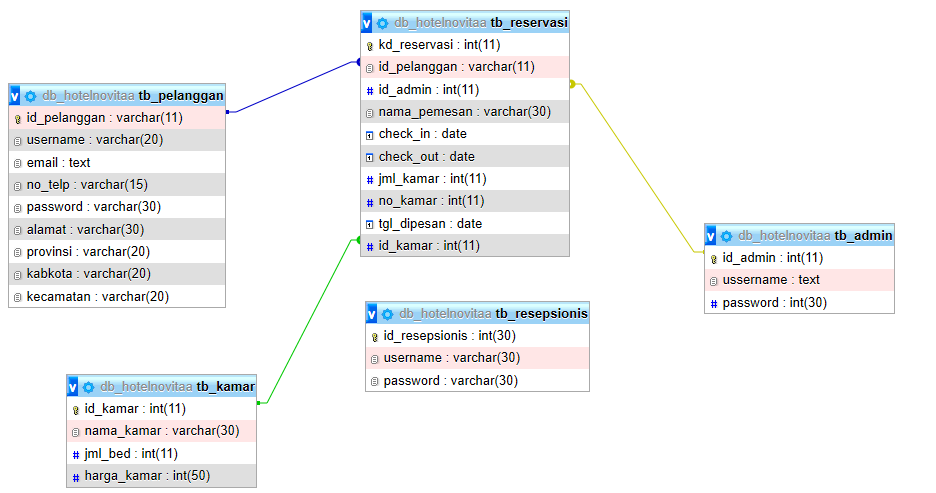 db_hotelnovitaa tb_reservasi
kd_reservasi : int(11)
id_pelanggan : varchar(11)
id_admin : int(11)
nama_pemesan : varchar(30)
check_in : date
check_out : date
jml_kamar : int(11)
no_kamar : int(11)
tgl_dipesan : date
id_kamar : int(11)
db_hotelnovitaa tb_pelanggan
id_pelanggan : varchar(11)
username : varchar(20)
email : text
no_telp : varchar(15)
password : varchar(30)
alamat : varchar(30)
provinsi : varchar(20)
kabkota : varchar(20)
kecamatan : varchar(20)
db_hotelnovitaa tb_admin
id_admin : int(11)
ussername : text
password : int(30)
db_hotelnovitaa tb_resepsionis
id_resepsionis : int(30)
username : varchar(30)
password : varchar(30)
db_hotelnovitaa tb_kamar
id_kamar : int(11)
nama_kamar : varchar(30)
jml_bed : int(11)
harga_kamar : int(50)